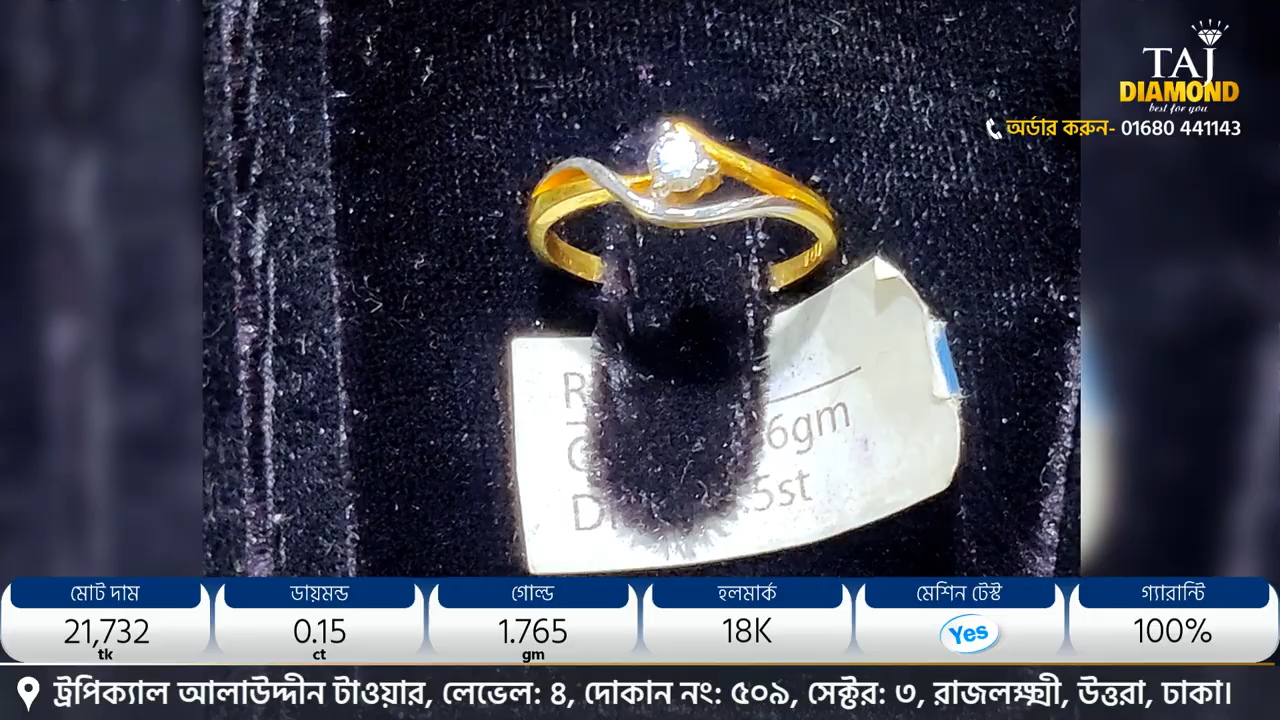 TAJ
DIAMOND
best for you
অর্ডার করুন- 01680 441143
R
G 6gm
D 5st
মোট দাম
21,732
tk
ডায়মন্ড
0.15
ct
গোল্ড
1.765
gm
হলমার্ক
18K
মেশিন টেস্ট
Yes
গ্যারান্টি
100%
ট্রপিক্যাল আলাউদ্দীন টাওয়ার, লেভেল: ৪, দোকান নং: ৫০৯, সেক্টর: ৩, রাজলক্ষ্মী, উত্তরা, ঢাকা।